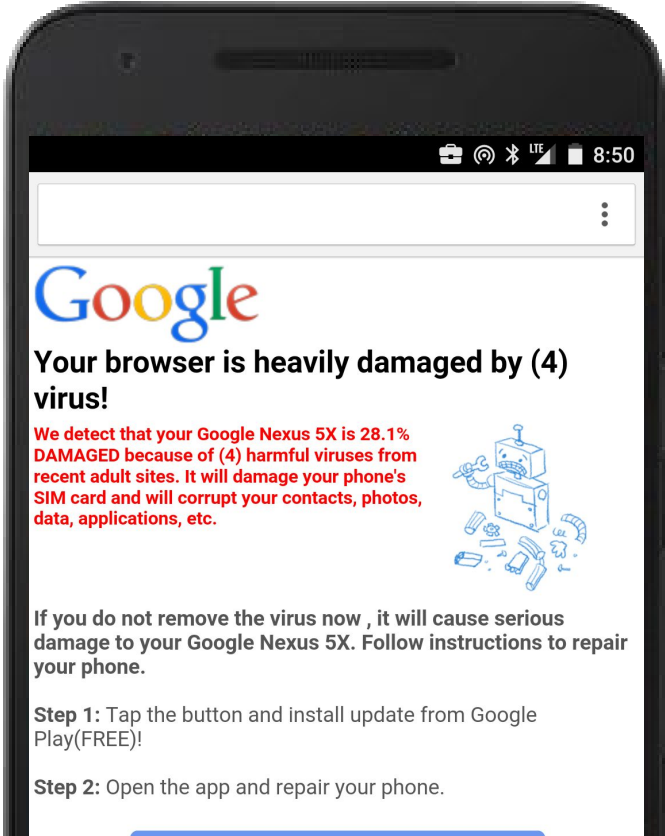 LTE 8:50
Google
Your browser is heavily damaged by (4)
virus!
We detect that your Google Nexus 5X is 28.1%
DAMAGED because of (4) harmful viruses from
recent adult sites. It will damage your phone's
SIM card and will corrupt your contacts, photos,
data, applications, etc.
If you do not remove the virus now , it will cause serious
damage to your Google Nexus 5X. Follow instructions to repair
your phone.
Step 1: Tap the button and install update from Google
Play(FREE)!
Step 2: Open the app and repair your phone.